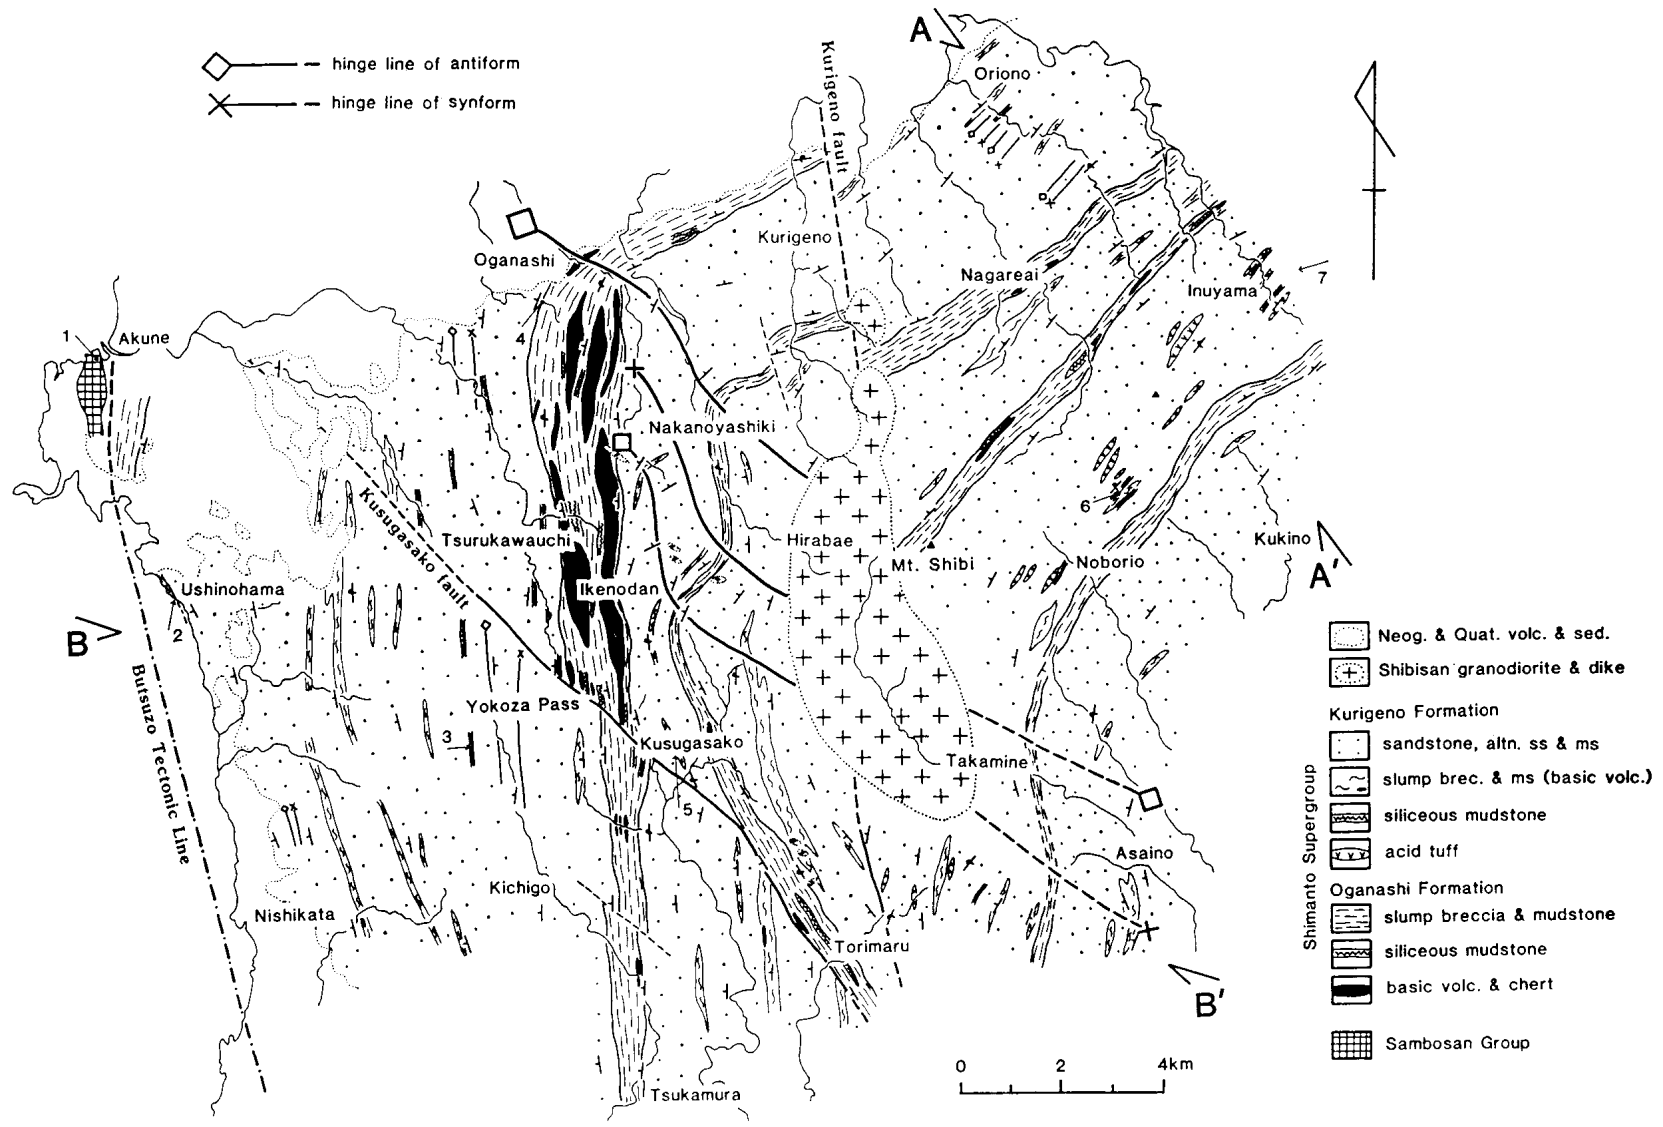 hinge line of antiform
hinge line of synform
A
Oriono
Kurigeno fault
Kurigeno
Oganashi
Nagareai
Inuyama
7
1
Akune
4
Nakanoyashiki
Kusugasako fault
Tsurukawauchi
Hirabae
6
Kukino
Mt. Shibi
Noborio
A'
Ushinohama
Ikenodan
B
2
Butsuzo Tectonic Line
Yokoza Pass
3
Kusugasako
Takamine
5
Asaino
Kichigo
Nishikata
Torimaru
B'
Tsukamura
0 2 4km
Neog. & Quat. volc. & sed.
Shibisan granodiorite & dike
Shimanto Supergroup
Kurigeno Formation
sandstone, altn. ss & ms
slump brec. & ms (basic volc.)
siliceous mudstone
acid tuff
Oganashi Formation
slump breccia & mudstone
siliceous mudstone
basic volc. & chert
Sambosan Group